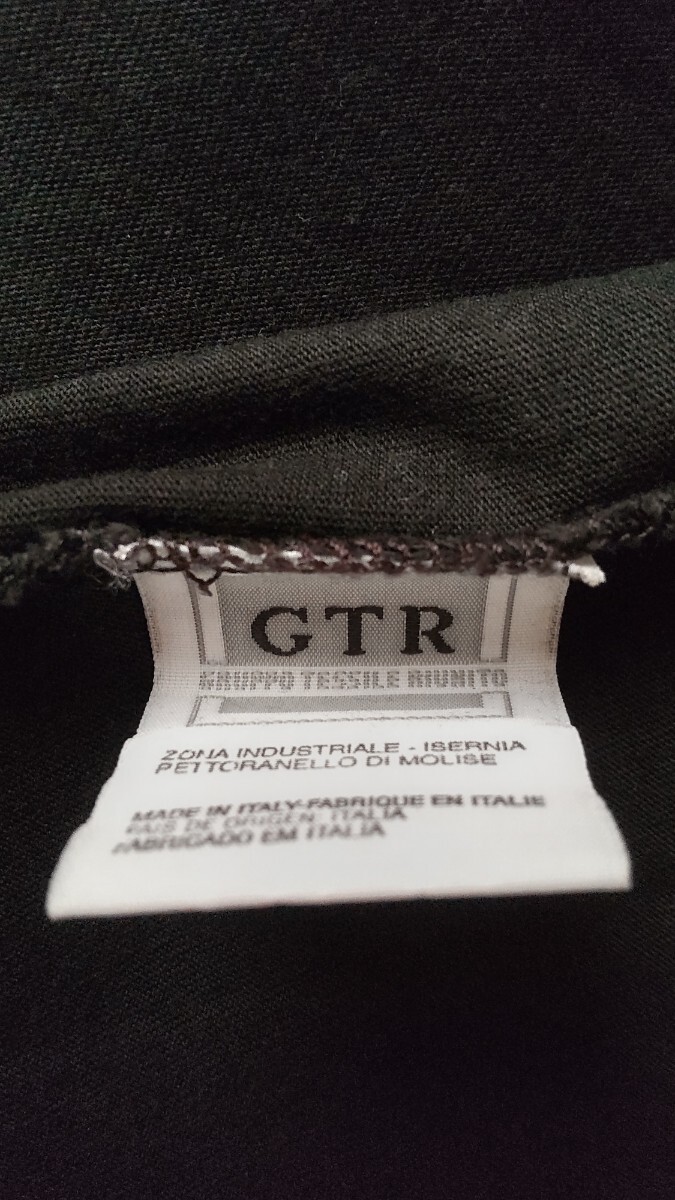 GTR
GRUPPO TESSILE RIUNITO
ZONA INDUSTRIALE - ISERNIA
PETTORANELLO DI MOLISE
MADE IN ITALY-FABRIQUE EN ITALIE
PAIS DE ORIGEN: ITALIA
FABRICADO EM ITALIA